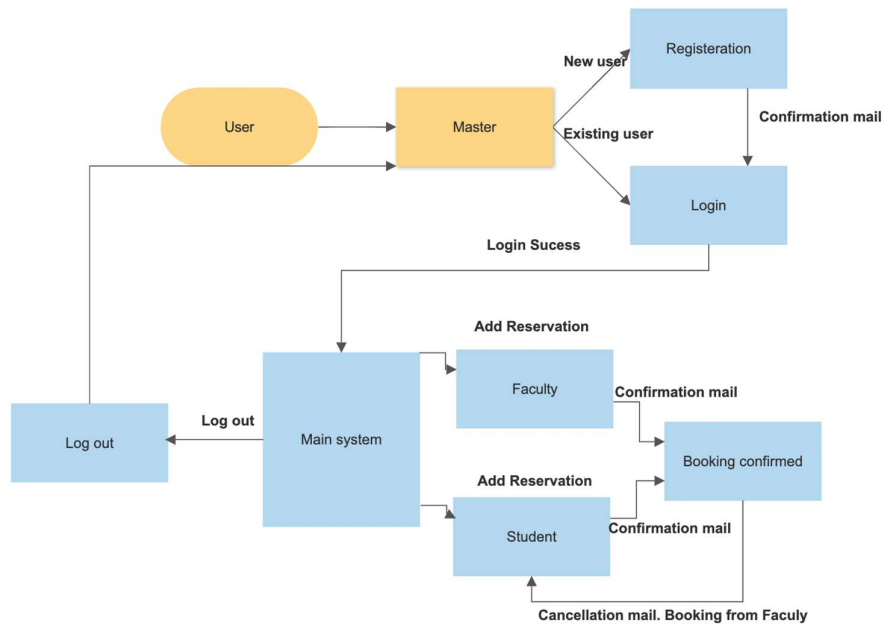 Registeration
New user
User
Master
Existing user
Confirmation mail
Login
Login Sucess
Add Reservation
Faculty
Confirmation mail
Log out
Log out
Main system
Booking confirmed
Add Reservation
Student
Confirmation mail
Cancellation mail. Booking from Faculy